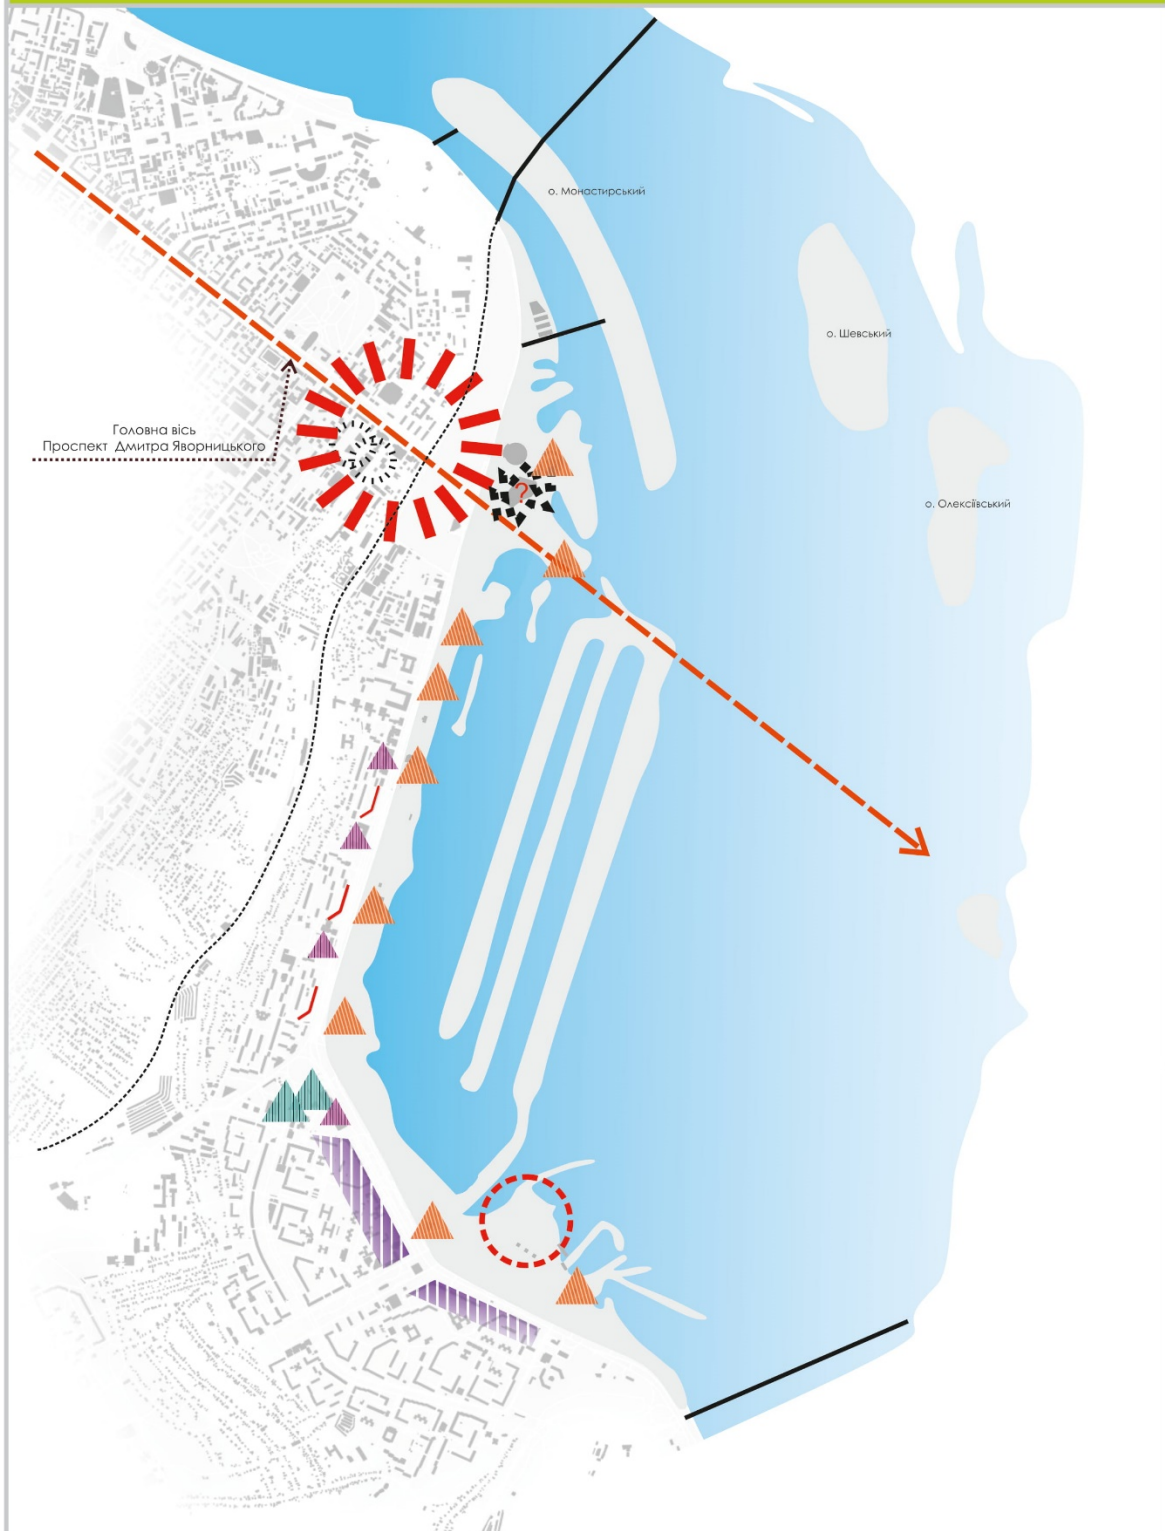 о. Монастирський
о. Шевський
Головна вісь
Проспект Дмитра Яворницького
?
о. Олексіївський